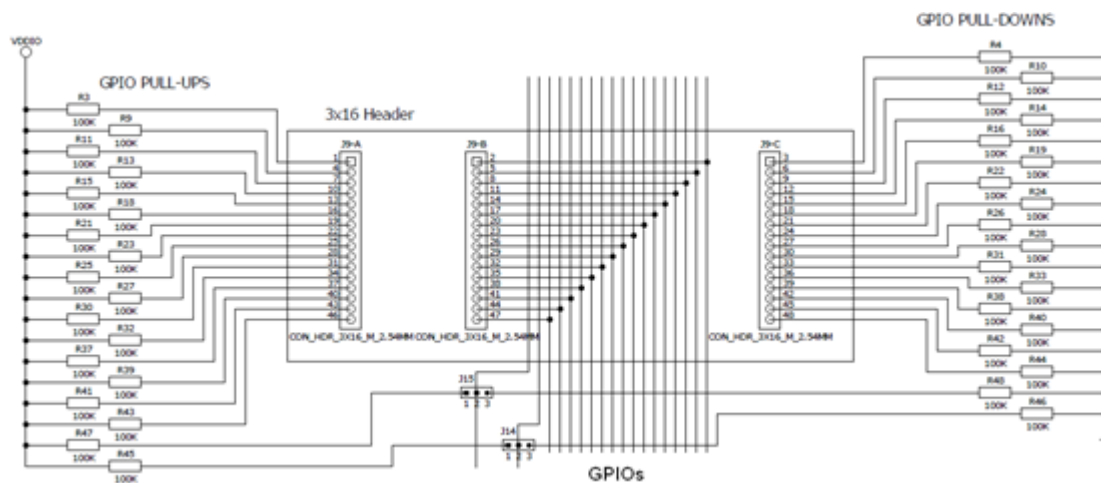 GPIO PULL-DOWNS
VDDIO
GPIO PULL-UPS
R3
100K
R9
100K
R11
100K
R13
100K
R15
100K
R18
100K
R21
100K
R23
100K
R25
100K
R27
100K
R30
100K
R32
100K
R37
100K
R39
100K
R41
100K
R43
100K
R47
100K
R45
100K
3x16 Header
J9-A
1
4
7
10
13
16
19
22
25
28
31
34
37
40
43
46
CON_HDR_3X16_M_2.54MM
J9-B
2
5
8
11
14
17
20
23
26
29
32
35
38
41
44
47
CON_HDR_3X16_M_2.54MM
J9-C
3
6
9
12
15
18
21
24
27
30
33
36
39
42
45
48
CON_HDR_3X16_M_2.54MM
J15
1 2 3
J14
1 2 3
GPIOs
R4
100K
R10
100K
R12
100K
R14
100K
R16
100K
R19
100K
R22
100K
R24
100K
R26
100K
R28
100K
R31
100K
R33
100K
R38
100K
R40
100K
R42
100K
R44
100K
R48
100K
R46
100K